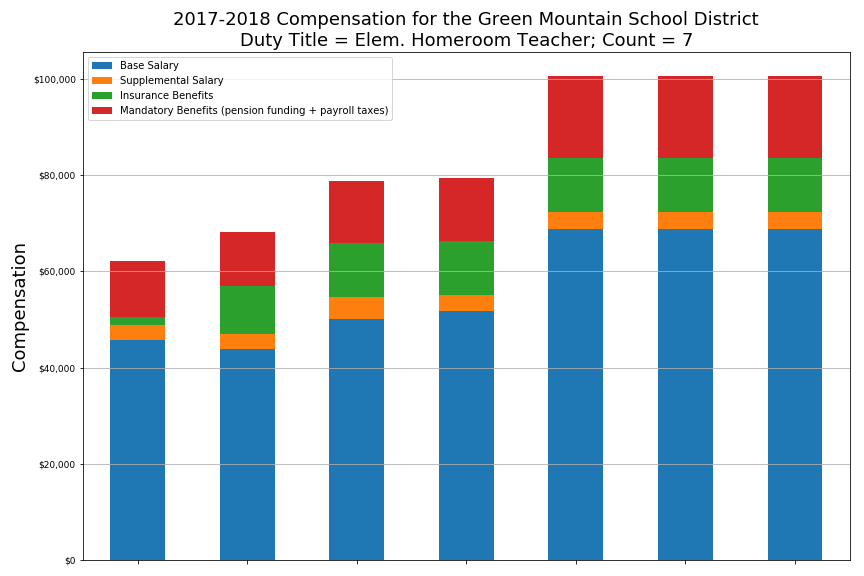 2017-2018 Compensation for the Green Mountain School District
Duty Title = Elem. Homeroom Teacher; Count = 7
Base Salary
Supplemental Salary
Insurance Benefits
Mandatory Benefits (pension funding + payroll taxes)
Compensation
$100,000
$80,000
$60,000
$40,000
$20,000
$0